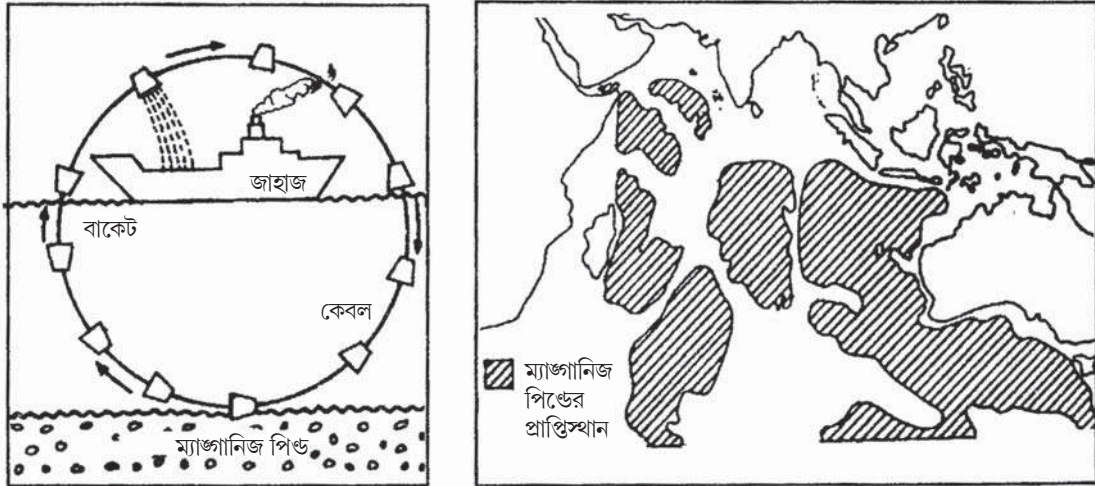 জাহাজ
বাকেট
কেবল
ম্যাঙ্গানিজ পিন্ড
ম্যাঙ্গানিজ
পিণ্ডের
প্রাপ্তিস্থান